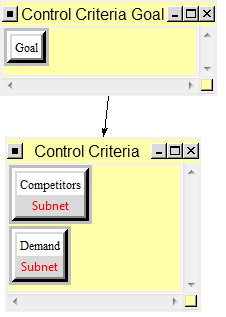 Control Criteria Goal
Goal
Control Criteria
Competitors
Subnet
Demand
Subnet